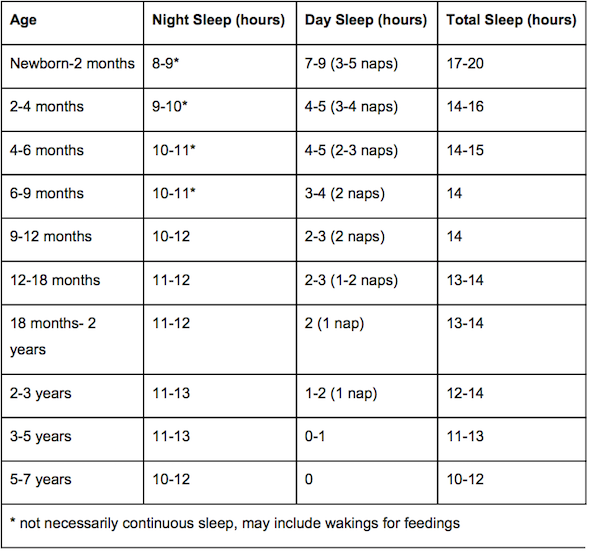 Age Night Sleep (hours) Day Sleep (hours) Total Sleep (hours)
Newborn-2 months 8-9* 7-9 (3-5 naps) 17-20
2-4 months 9-10* 4-5 (3-4 naps) 14-16
4-6 months 10-11* 4-5 (2-3 naps) 14-15
6-9 months 10-11* 3-4 (2 naps) 14
9-12 months 10-12 2-3 (2 naps) 14
12-18 months 11-12 2-3 (1-2 naps) 13-14
18 months- 2 11-12 2 (1 nap) 13-14
years
2-3 years 11-13 1-2 (1 nap) 12-14
3-5 years 11-13 0-1 11-13
5-7 years 10-12 0 10-12
* not necessarily continuous sleep, may include wakings for feedings